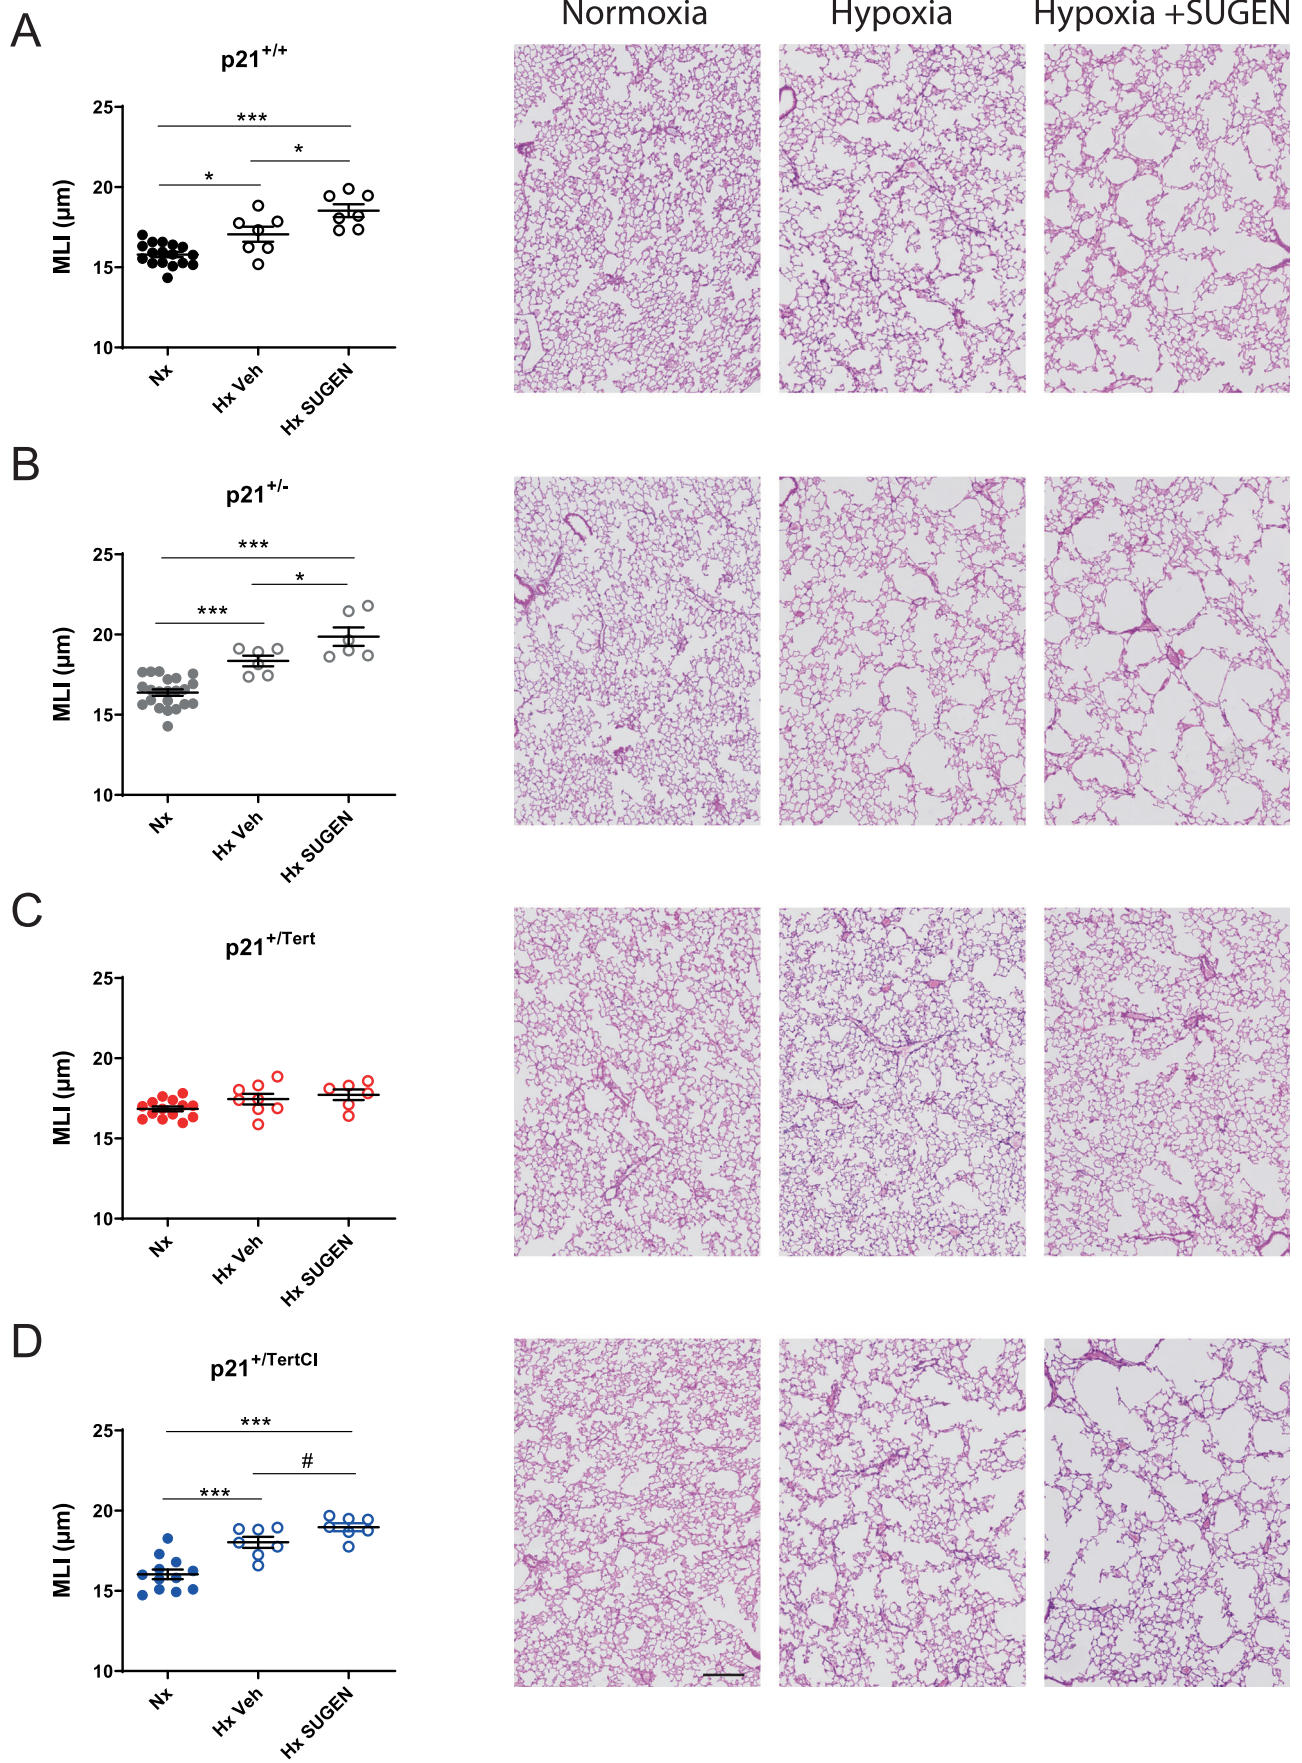 A
Normoxia
Hypoxia
Hypoxia +SUGEN
p21+/+
MLI (µm)
25
20
15
10
***
*
*
Nx
Hx Veh
Hx SUGEN
B
p21+/-
MLI (µm)
25
20
15
10
***
*
***
Nx
Hx Veh
Hx SUGEN
C
p21+/Tert
MLI (µm)
25
20
15
10
Nx
Hx Veh
Hx SUGEN
D
p21+/TertCI
MLI (µm)
25
20
15
10
***
#
***
Nx
Hx Veh
Hx SUGEN